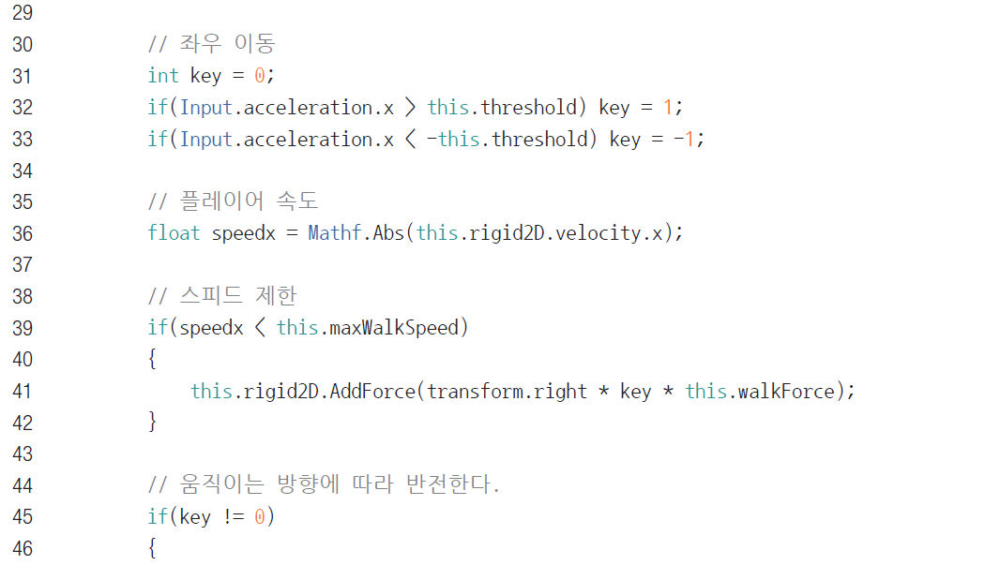 29
30 // 좌우 이동
31 int key = 0;
32 if(Input.acceleration.x > this.threshold) key = 1;
33 if(Input.acceleration.x < -this.threshold) key = -1;
34
35 // 플레이어 속도
36 float speedx = Mathf.Abs(this.rigid2D.velocity.x);
37
38 // 스피드 제한
39 if(speedx < this.maxWalkSpeed)
40 {
41 this.rigid2D.AddForce(transform.right * key * this.walkForce);
42 }
43
44 // 움직이는 방향에 따라 반전한다.
45 if(key != 0)
46 {